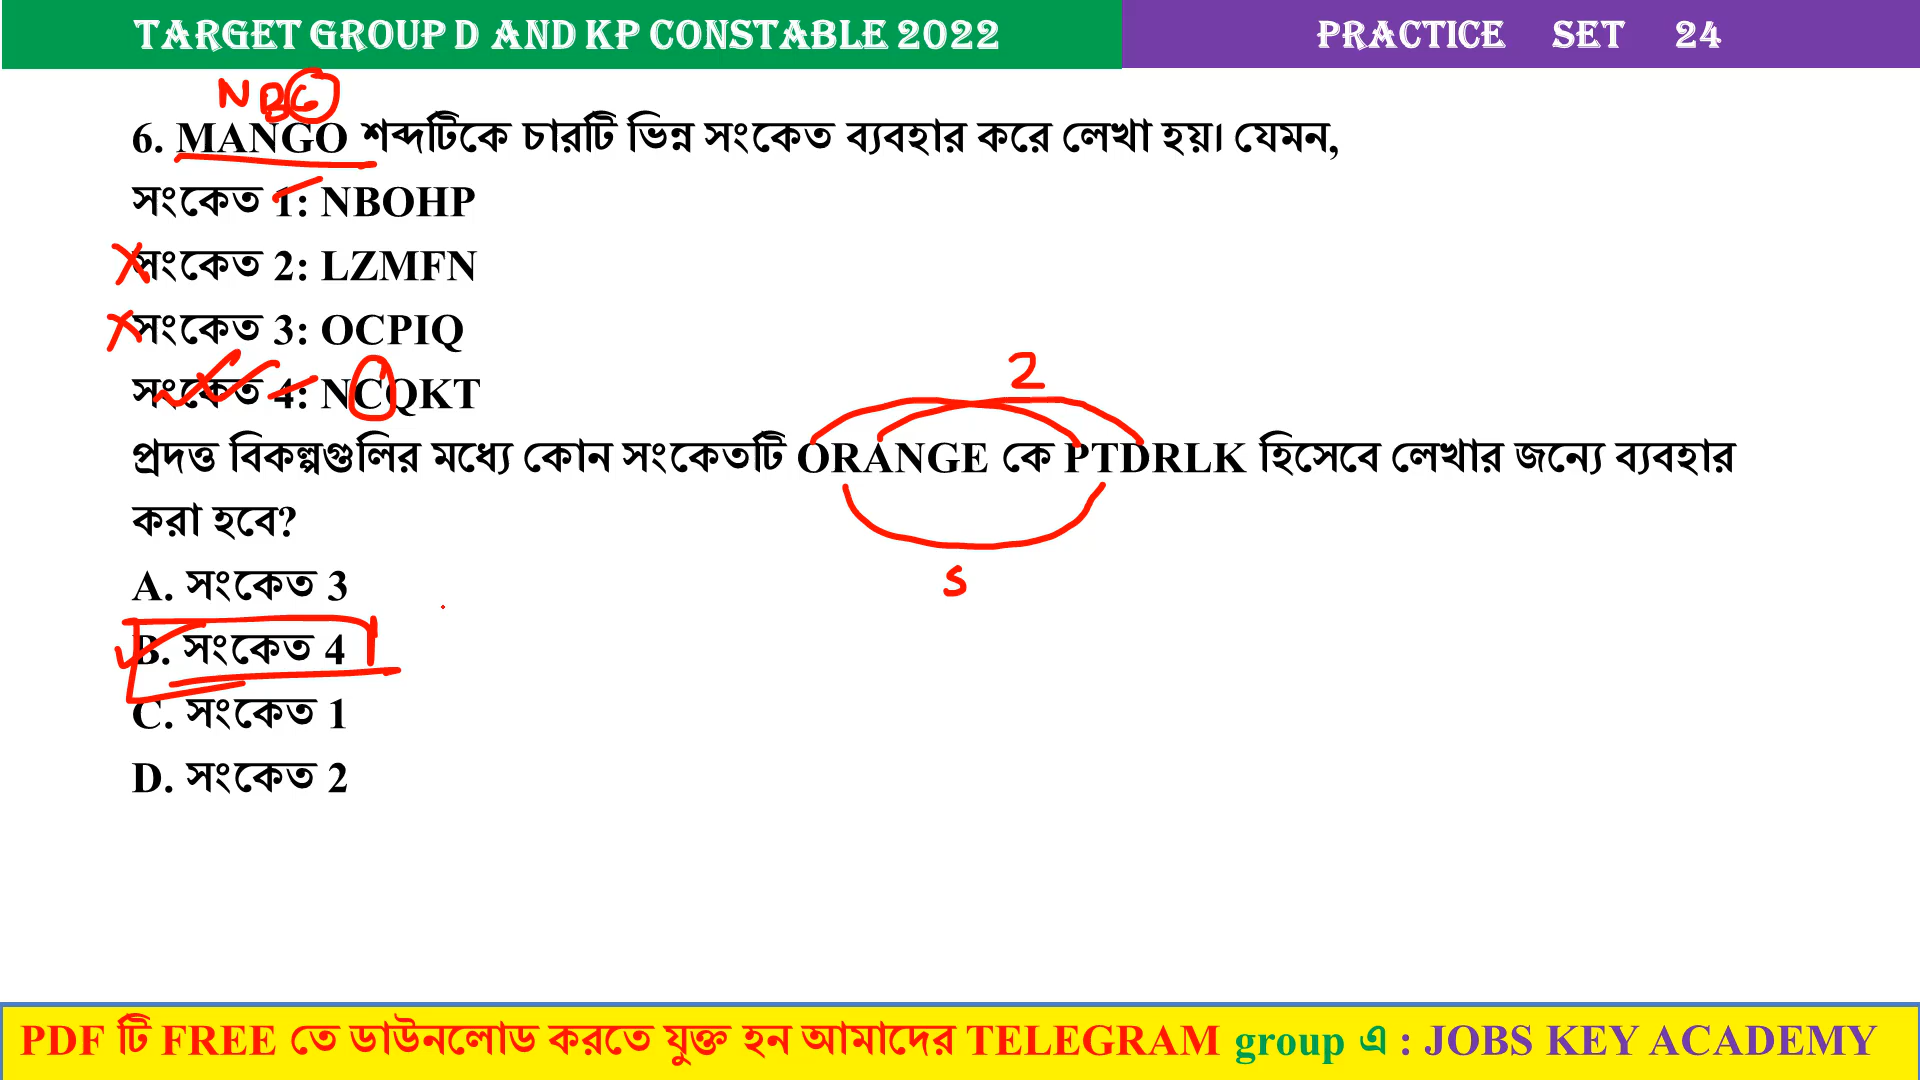 TARGET GROUP D AND KP CONSTABLE 2022 PRACTICE SET 24
NB
6. MANGO শব্দটিকে চারটি ভিন্ন সংকেত ব্যবহার করে লেখা হয়। যেমন,
সংকেত 1: NBOHP
সংকেত 2: LZMFN
সংকেত 3: OCPIQ
সংকেত 4: NCQKT
2
প্রদত্ত বিকল্পগুলির মধ্যে কোন সংকেতটি ORANGE কে PTDRLK হিসেবে লেখার জন্যে ব্যবহার
করা হবে?
A. সংকেত 3
S
B. সংকেত 4
C. সংকেত 1
D. সংকেত 2
PDF টি FREE তে ডাউনলোড করতে যুক্ত হন আমাদের TELEGRAM group এ : JOBS KEY ACADEMY